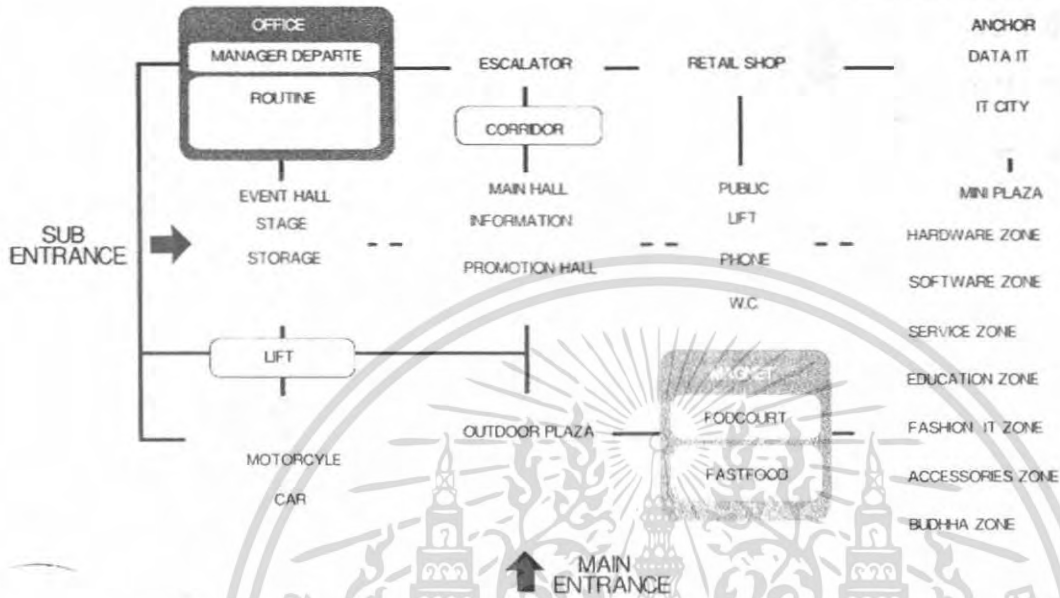 OFFICE
MANAGER DEPARTE
ROUTINE
ESCALATOR
CORRIDOR
RETAIL SHOP
ANCHOR
DATA IT
IT CITY
EVENT HALL
STAGE
STORAGE
MAIN HALL
INFORMATION
PROMOTION HALL
PUBLIC
LIFT
PHONE
W.C.
MINI PLAZA
HARDWARE ZONE
SOFTWARE ZONE
SERVICE ZONE
EDUCATION ZONE
FASHION IT ZONE
ACCESSORIES ZONE
BUDHHA ZONE
SUB
ENTRANCE
LIFT
MOTORCYLE
CAR
OUTDOOR PLAZA
MAGNET
FODCOURT
FASTFOOD
MAIN
ENTRANCE